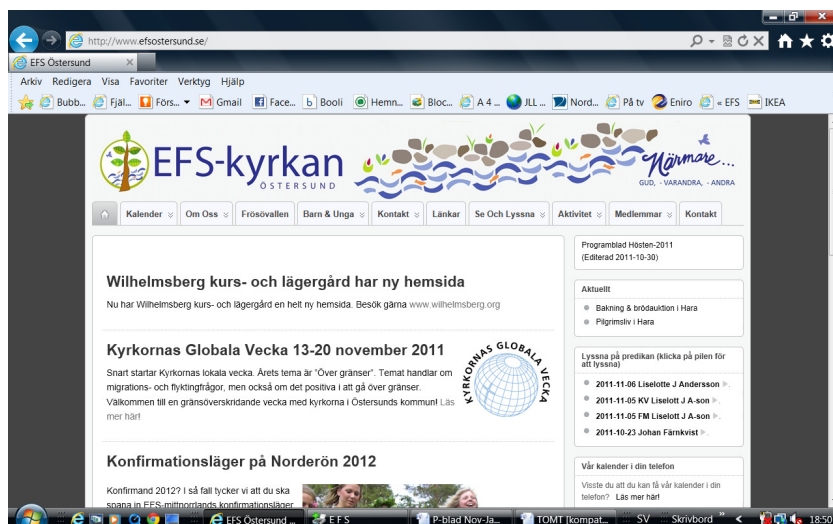 http://www.efsostersund.se/
EFS Östersund
Arkiv Redigera Visa Favoriter Verktyg Hjälp
Bubb... Fjäl... Förs... Gmail Face... Booli Hemn... Bloc... A 4 ... JLL ... Nord... På tv Eniro « EFS IKEA
EFS-kyrkan
ÖSTERSUND
Närmare...
GUD, - VARANDRA, - ANDRA
Kalender Om Oss Frösövallen Barn & Unga Kontakt Länkar Se Och Lyssna Aktivitet Medlemmar Kontakt
Wilhelmsberg kurs- och lägergård har ny hemsida
Nu har Wilhelmsberg kurs- och lägergård en helt ny hemsida. Besök gärna www.wilhelmsberg.org
Kyrkornas Globala Vecka 13-20 november 2011
Snart startar Kyrkornas lokala vecka. Årets tema är "Över gränser". Temat handlar om
migrations- och flyktingfrågor, men också om det positiva i att gå över gränser.
Välkommen till en gränsöverskridande vecka med kyrkorna i Östersunds kommun! Läs
mer här!
KYRKORNAS GLOBALA VECKA
Konfirmationsläger på Norderön 2012
Konfirmand 2012? I så fall tycker vi att du ska
spana in EFS-mittnordlands konfirmationsläger
Programblad Hösten-2011
(Editerad 2011-10-30)
Aktuellt
Bakning & brödauktion i Hara
Pilgrimsliv i Hara
Lyssna på predikan (klicka på pilen för
att lyssna)
2011-11-06 Liselotte J Andersson
2011-11-05 KV Liselott J A-son
2011-11-05 FM Liselott J A-son
2011-10-23 Johan Färnkvist
Vår kalender i din telefon
Visste du att du kan få vår kalender i din
telefon? Läs mer här!
EFS Östersund ... E F S P-blad Nov-Ja... TOMT [kompat... SV Skrivbord 18:50